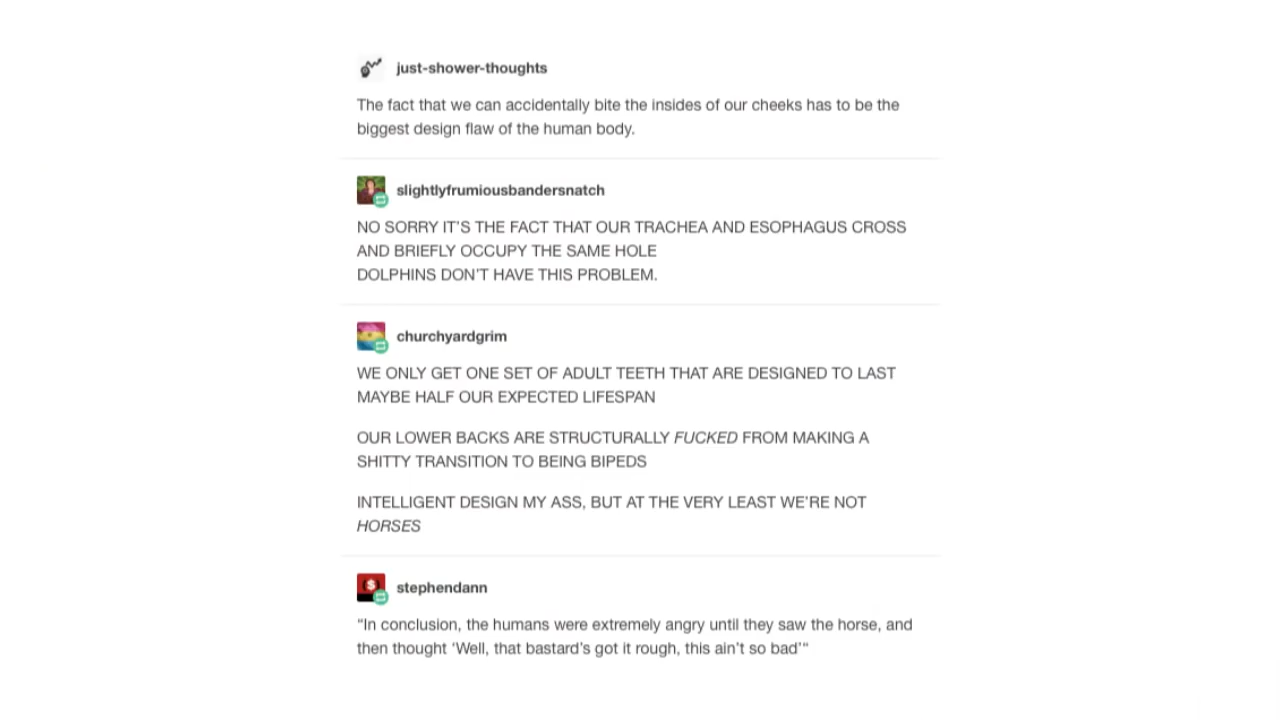 just-shower-thoughts
The fact that we can accidentally bite the insides of our cheeks has to be the
biggest design flaw of the human body.
slightlyfrumiousbandersnatch
NO SORRY IT'S THE FACT THAT OUR TRACHEA AND ESOPHAGUS CROSS
AND BRIEFLY OCCUPY THE SAME HOLE
DOLPHINS DON'T HAVE THIS PROBLEM.
churchyardgrim
WE ONLY GET ONE SET OF ADULT TEETH THAT ARE DESIGNED TO LAST
MAYBE HALF OUR EXPECTED LIFESPAN
OUR LOWER BACKS ARE STRUCTURALLY FUCKED FROM MAKING A
SHITTY TRANSITION TO BEING BIPEDS
INTELLIGENT DESIGN MY ASS, BUT AT THE VERY LEAST WE'RE NOT
HORSES
stephendann
"In conclusion, the humans were extremely angry until they saw the horse, and
then thought 'Well, that bastard's got it rough, this ain't so bad'"